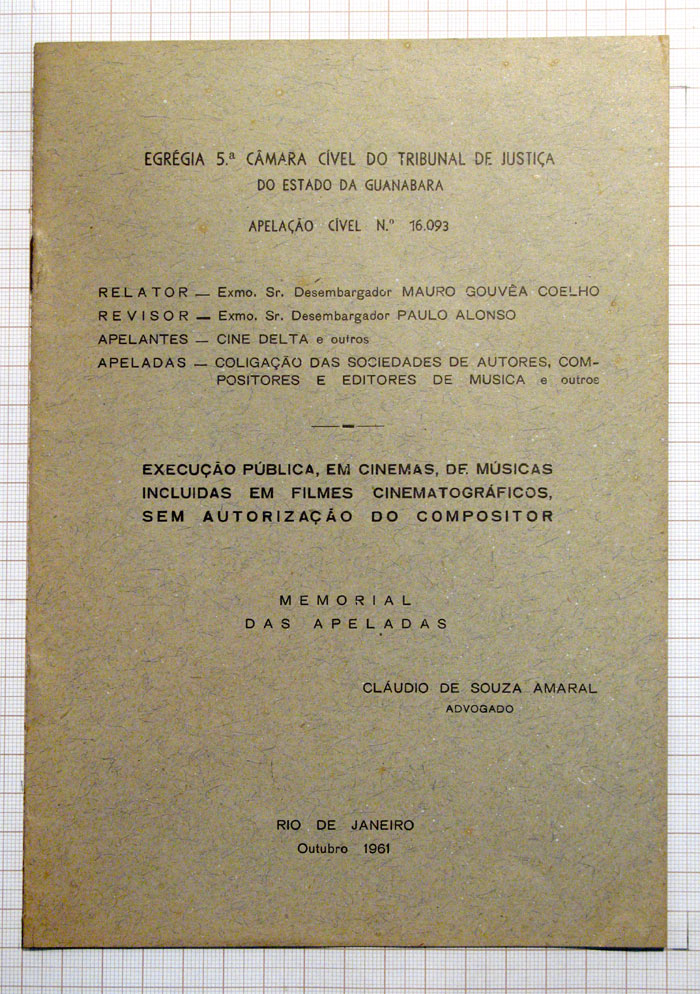 EGRÉGIA 5.ª CÂMARA CÍVEL DO TRIBUNAL DE JUSTIÇA
DO ESTADO DA GUANABARA
APELAÇÃO CÍVEL N.º 16.093
RELATOR — Exmo. Sr. Desembargador MAURO GOUVÊA COELHO
REVISOR — Exmo. Sr. Desembargador PAULO ALONSO
APELANTES — CINE DELTA e outros
APELADAS — COLIGAÇÃO DAS SOCIEDADES DE AUTORES, COM-
POSITORES E EDITORES DE MUSICA e outros
EXECUÇÃO PÚBLICA, EM CINEMAS, DE MÚSICAS
INCLUIDAS EM FILMES CINEMATOGRÁFICOS,
SEM AUTORIZAÇÃO DO COMPOSITOR
MEMORIAL
DAS APELADAS
CLÁUDIO DE SOUZA AMARAL
ADVOGADO
RIO DE JANEIRO
Outubro 1961